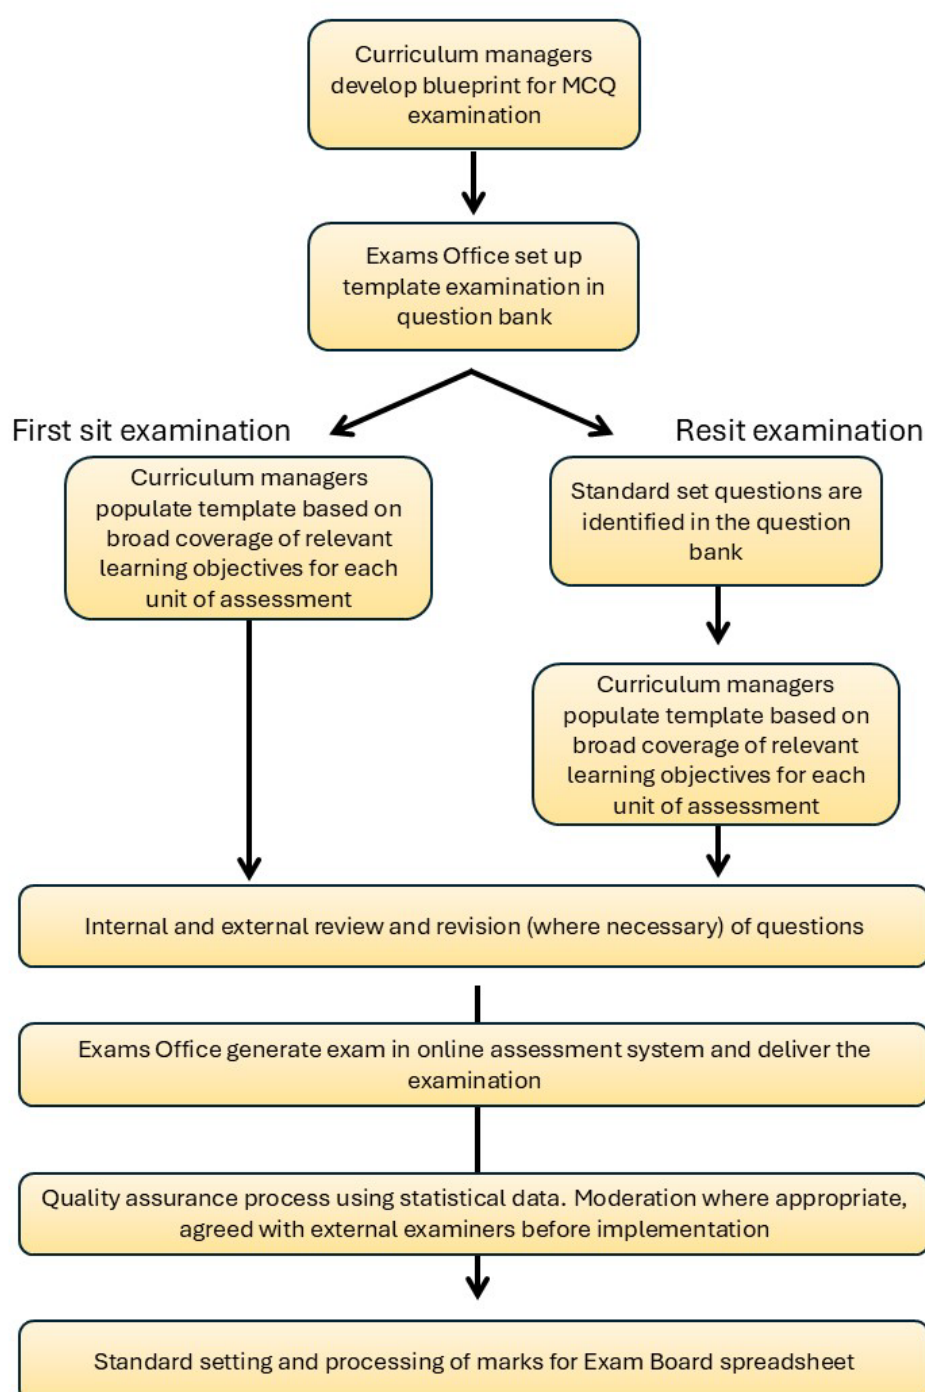 Curriculum managers
develop blueprint for MCQ
examination
Exams Office set up
template examination in
question bank
First sit examination
Resit examination
Curriculum managers
populate template based on
broad coverage of relevant
learning objectives for each
unit of assessment
Standard set questions are
identified in the question
bank
Curriculum managers
populate template based on
broad coverage of relevant
learning objectives for each
unit of assessment
Internal and external review and revision (where necessary) of questions
Exams Office generate exam in online assessment system and deliver the
examination
Quality assurance process using statistical data. Moderation where appropriate,
agreed with external examiners before implementation
Standard setting and processing of marks for Exam Board spreadsheet